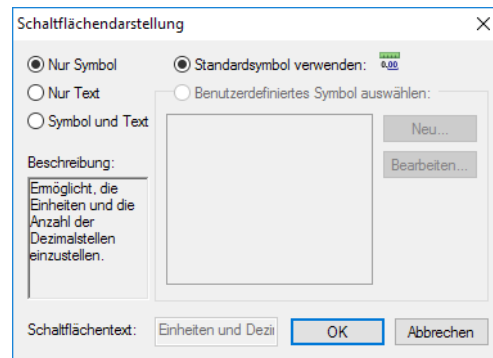 Schaltflächendarstellung
Nur Symbol
Nur Text
Symbol und Text
Standardsymbol verwenden:
0,00
Benutzerdefiniertes Symbol auswählen:
Neu...
Bearbeiten...
Beschreibung:
Ermöglicht, die
Einheiten und die
Anzahl der
Dezimalstellen
einzustellen.
Schaltflächentext:
Einheiten und Dezi
OK
Abbrechen